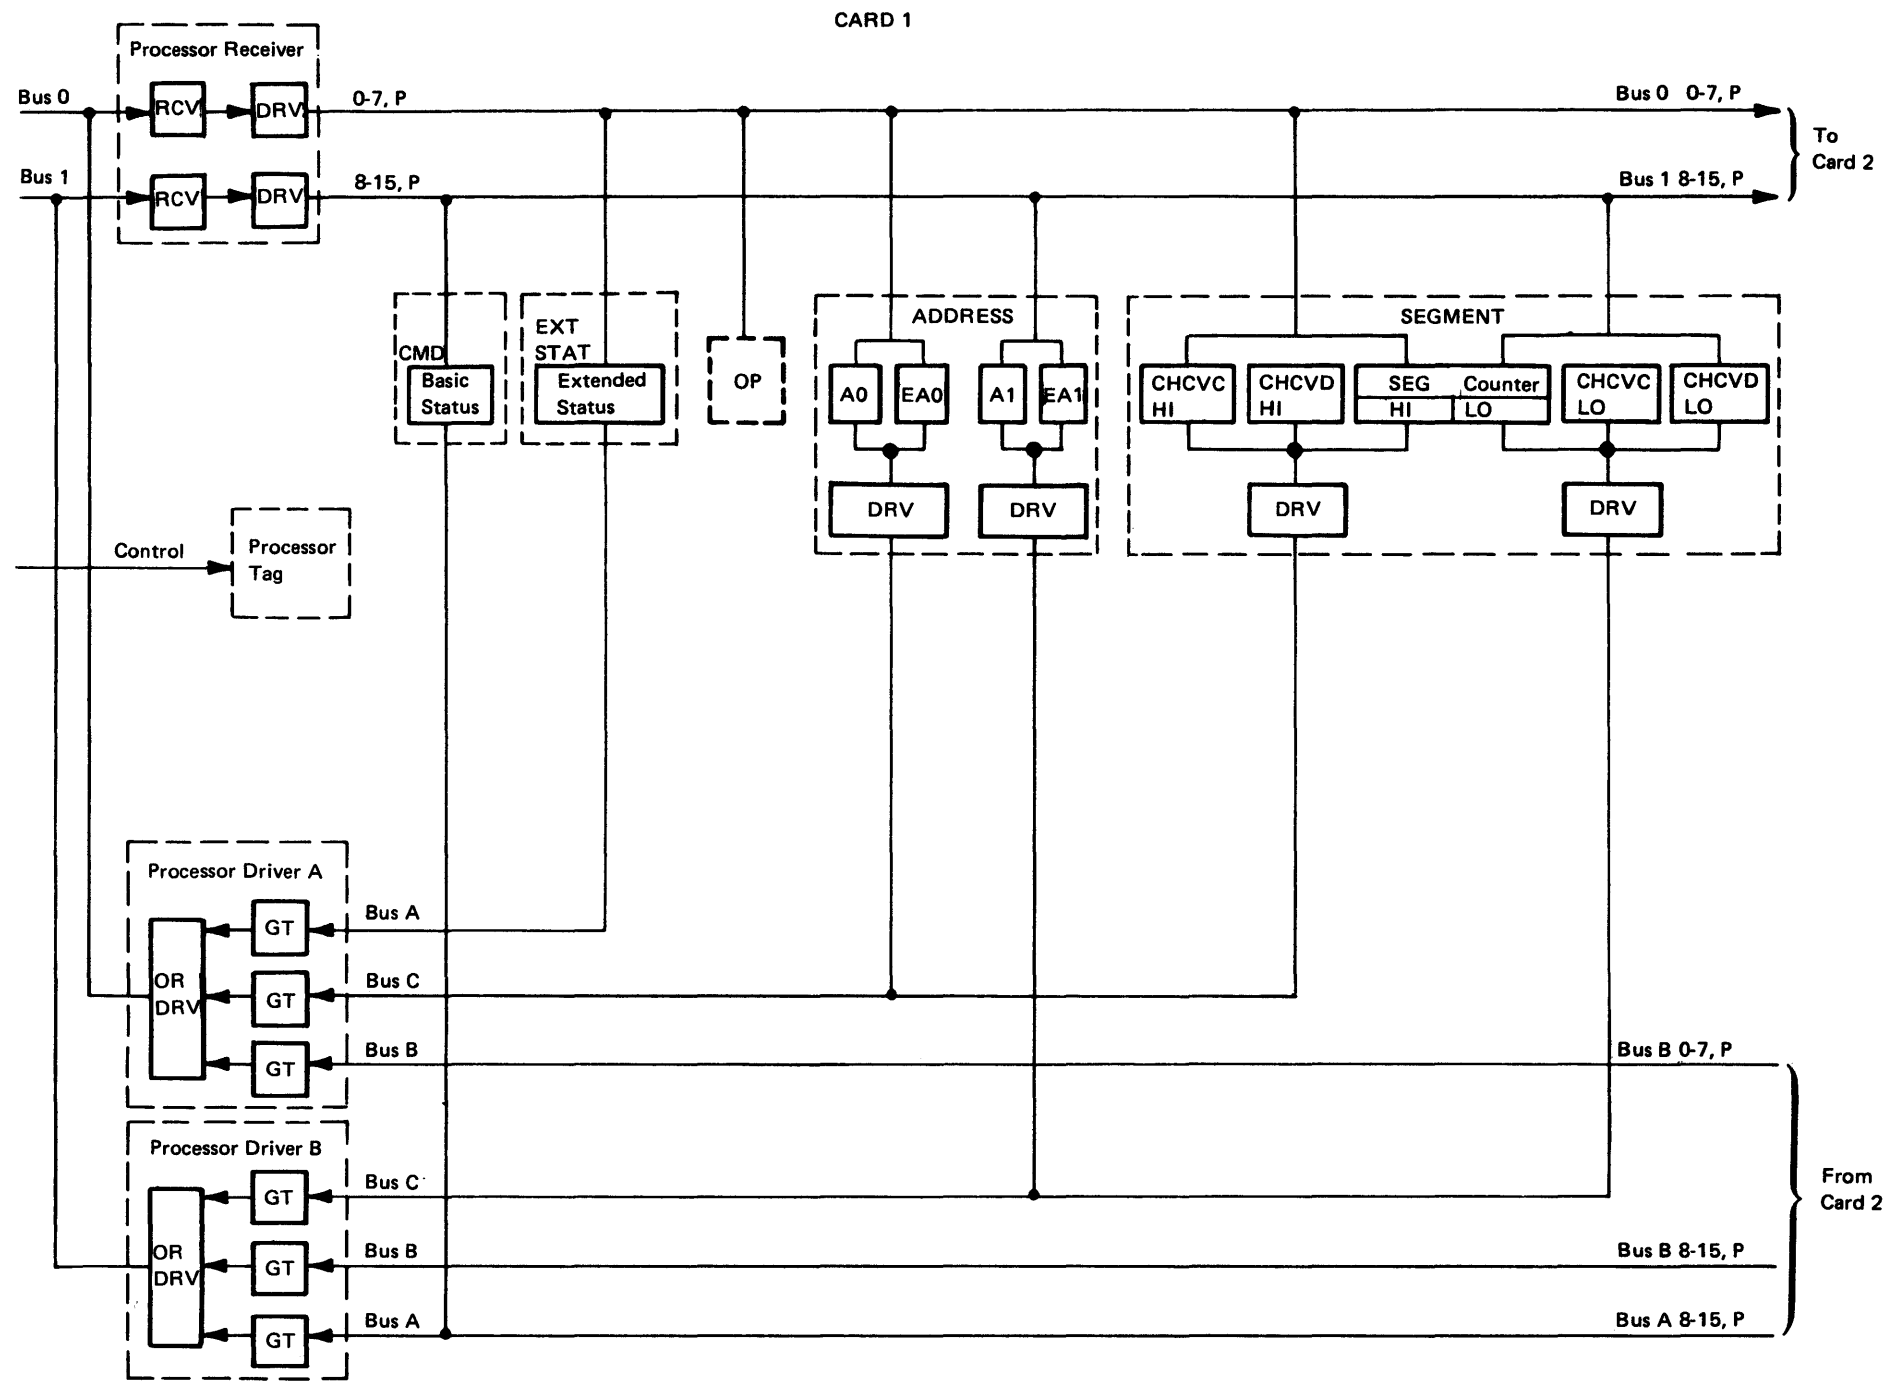 CARD 1
Processor Receiver
Bus 0
RCV
DRV
0-7, P
Bus 0 0-7, P
To
Card 2
Bus 1
RCV
DRV
8-15, P
Bus 1 8-15, P
CMD
Basic
Status
EXT
STAT
Extended
Status
OP
ADDRESS
A0
EA0
A1
EA1
DRV
DRV
SEGMENT
CHCVC
HI
CHCVD
HI
SEG Counter
HI LO
CHCVC
LO
CHCVD
LO
DRV
DRV
Control
Processor
Tag
Processor Driver A
OR
DRV
GT
Bus A
GT
Bus C
GT
Bus B
Bus B 0-7, P
Processor Driver B
OR
DRV
GT
Bus C
GT
Bus B
Bus B 8-15, P
GT
Bus A
Bus A 8-15, P
From
Card 2